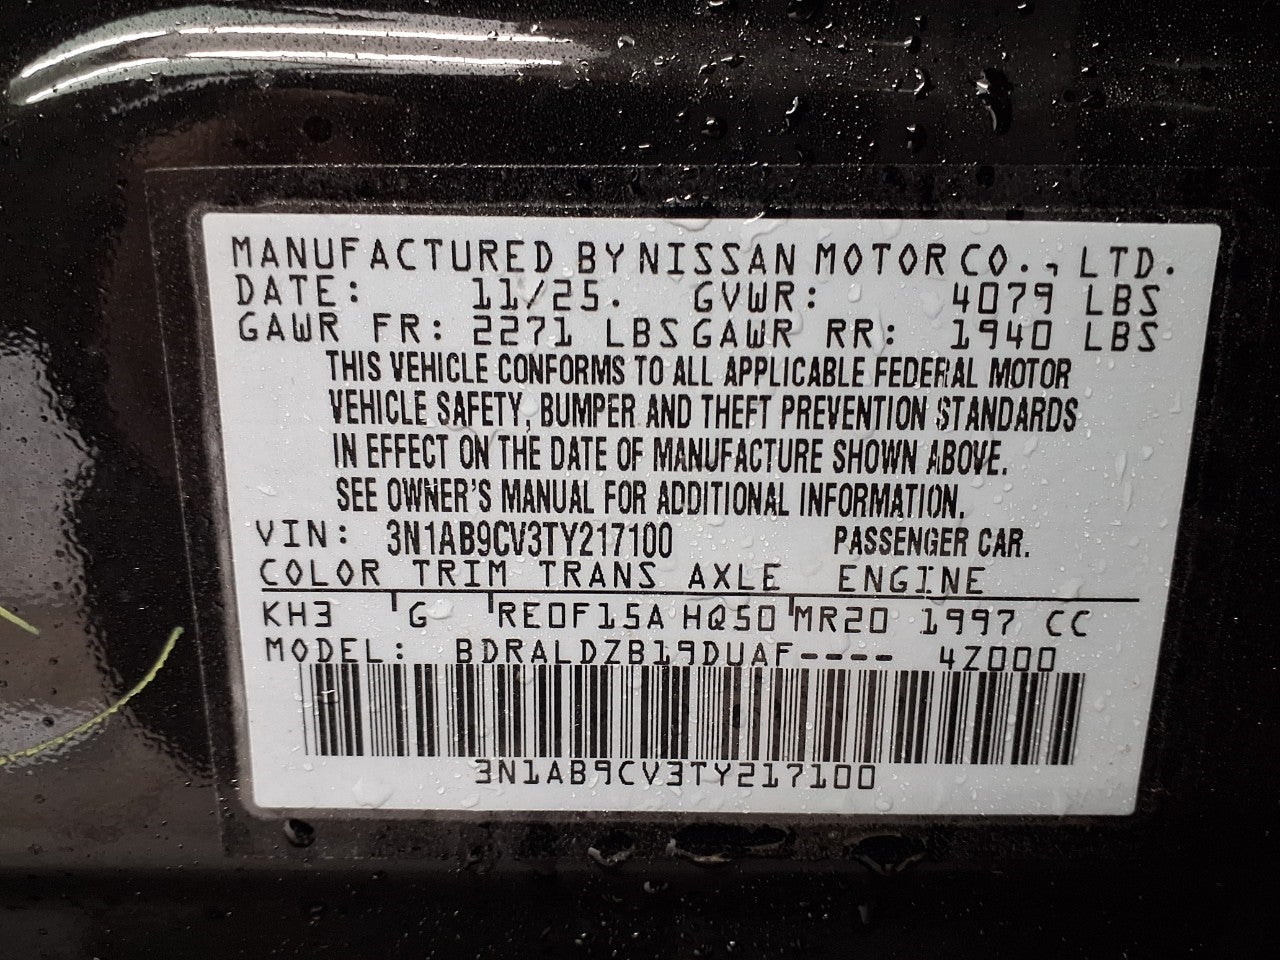 MANUFACTURED BY NISSAN MOTOR CO., LTD.
DATE: 11/25. GVWR: 4079 LBS
GAWR FR: 2271 LBS GAWR RR: 1940 LBS
THIS VEHICLE CONFORMS TO ALL APPLICABLE FEDERAL MOTOR
VEHICLE SAFETY, BUMPER AND THEFT PREVENTION STANDARDS
IN EFFECT ON THE DATE OF MANUFACTURE SHOWN ABOVE.
SEE OWNER'S MANUAL FOR ADDITIONAL INFORMATION.
VIN: 3N1AB9CV3TY217100 PASSENGER CAR.
COLOR TRIM TRANS AXLE ENGINE
KH3 G RE0F15A HQ50 MR20 1997 CC
MODEL: BDRALDZB19DUAF---- 4Z000
3N1AB9CV3TY217100